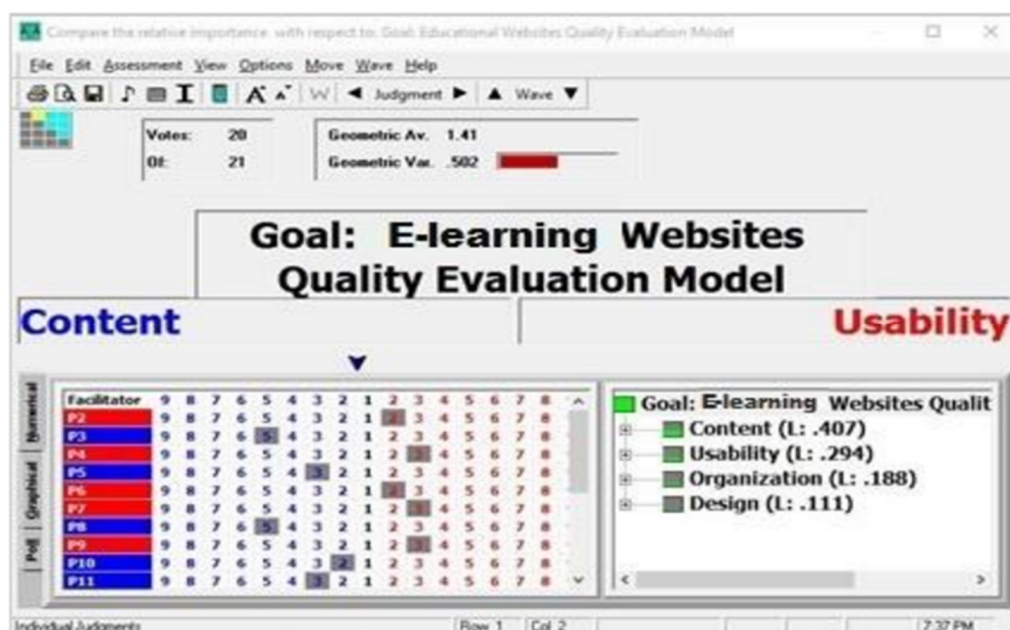 Compare the relative importance with respect to: Goal: Educational Websites Quality Evaluation Model
File Edit Assessment View Options Move Wave Help
Judgment Wave
Votes: 20 Geometric Av. 1.41
Of: 21 Geometric Var. .502
Goal: E-learning Websites
Quality Evaluation Model
Content Usability
Numerical
Graphical
Poll
Facilitator 9 8 7 6 5 4 3 2 1 2 3 4 5 6 7 8
P2 9 8 7 6 5 4 3 2 1 2 3 4 5 6 7 8
P3 9 8 7 6 5 4 3 2 1 2 3 4 5 6 7 8
P4 9 8 7 6 5 4 3 2 1 2 3 4 5 6 7 8
P5 9 8 7 6 5 4 3 2 1 2 3 4 5 6 7 8
P6 9 8 7 6 5 4 3 2 1 2 3 4 5 6 7 8
P7 9 8 7 6 5 4 3 2 1 2 3 4 5 6 7 8
P8 9 8 7 6 5 4 3 2 1 2 3 4 5 6 7 8
P9 9 8 7 6 5 4 3 2 1 2 3 4 5 6 7 8
P10 9 8 7 6 5 4 3 2 1 2 3 4 5 6 7 8
P11 9 8 7 6 5 4 3 2 1 2 3 4 5 6 7 8
Goal: E-learning Websites Qualit
Content (L: .407)
Usability (L: .294)
Organization (L: .188)
Design (L: .111)
Individual Judgments Row 1 Col 2 7:37 PM